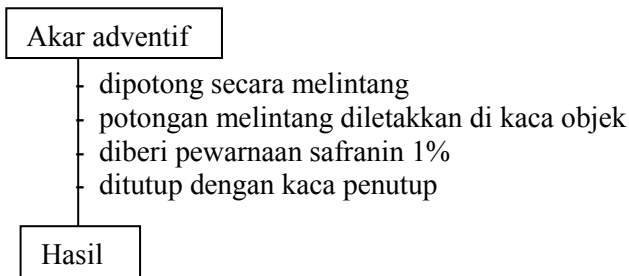 Akar adventif
- dipotong secara melintang
- potongan melintang diletakkan di kaca objek
- diberi pewarnaan safranin 1%
- ditutup dengan kaca penutup
Hasil